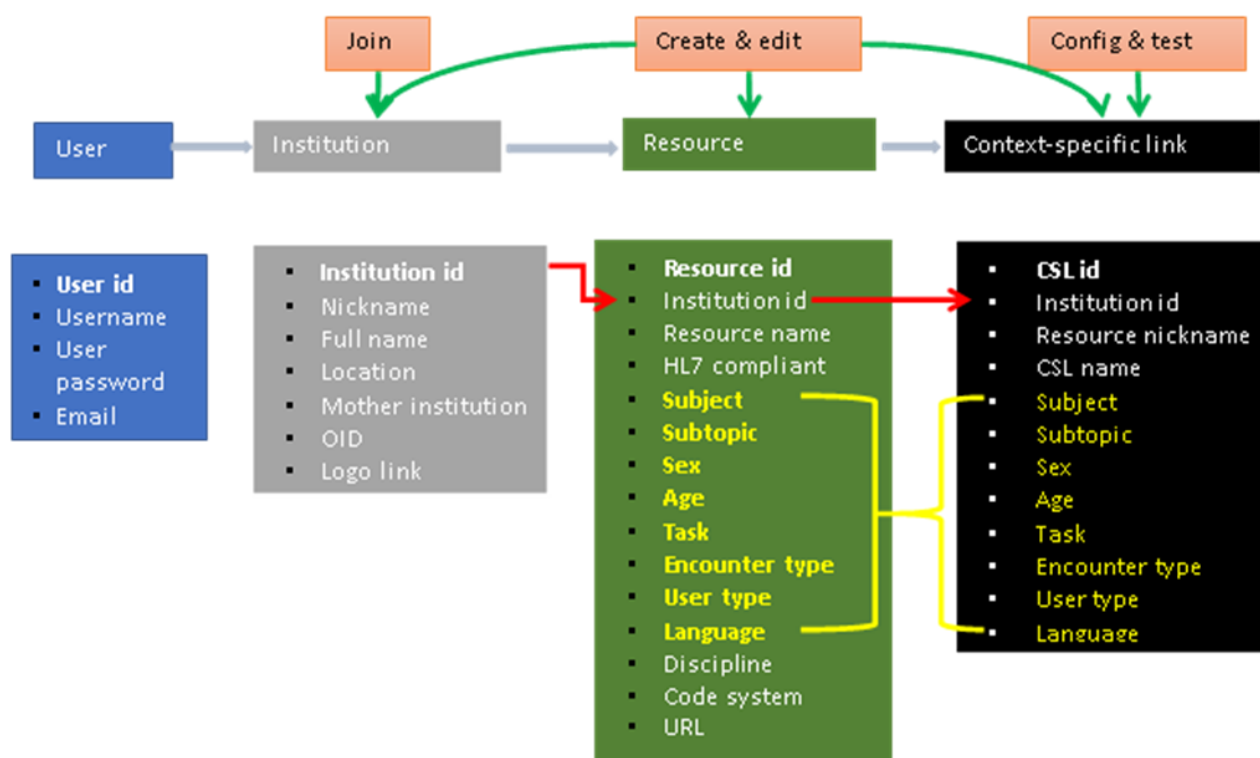 Join
Create & edit
Config & test
User
Institution
Resource
Context-specific link
User id
Username
User
password
Email
Institution id
Nickname
Full name
Location
Mother institution
OID
Logo link
Resource id
Institution id
Resource name
HL7 compliant
Subject
Subtopic
Sex
Age
Task
Encounter type
User type
Language
Discipline
Code system
URL
CSL id
Institution id
Resource nickname
CSL name
Subject
Subtopic
Sex
Age
Task
Encounter type
User type
Language